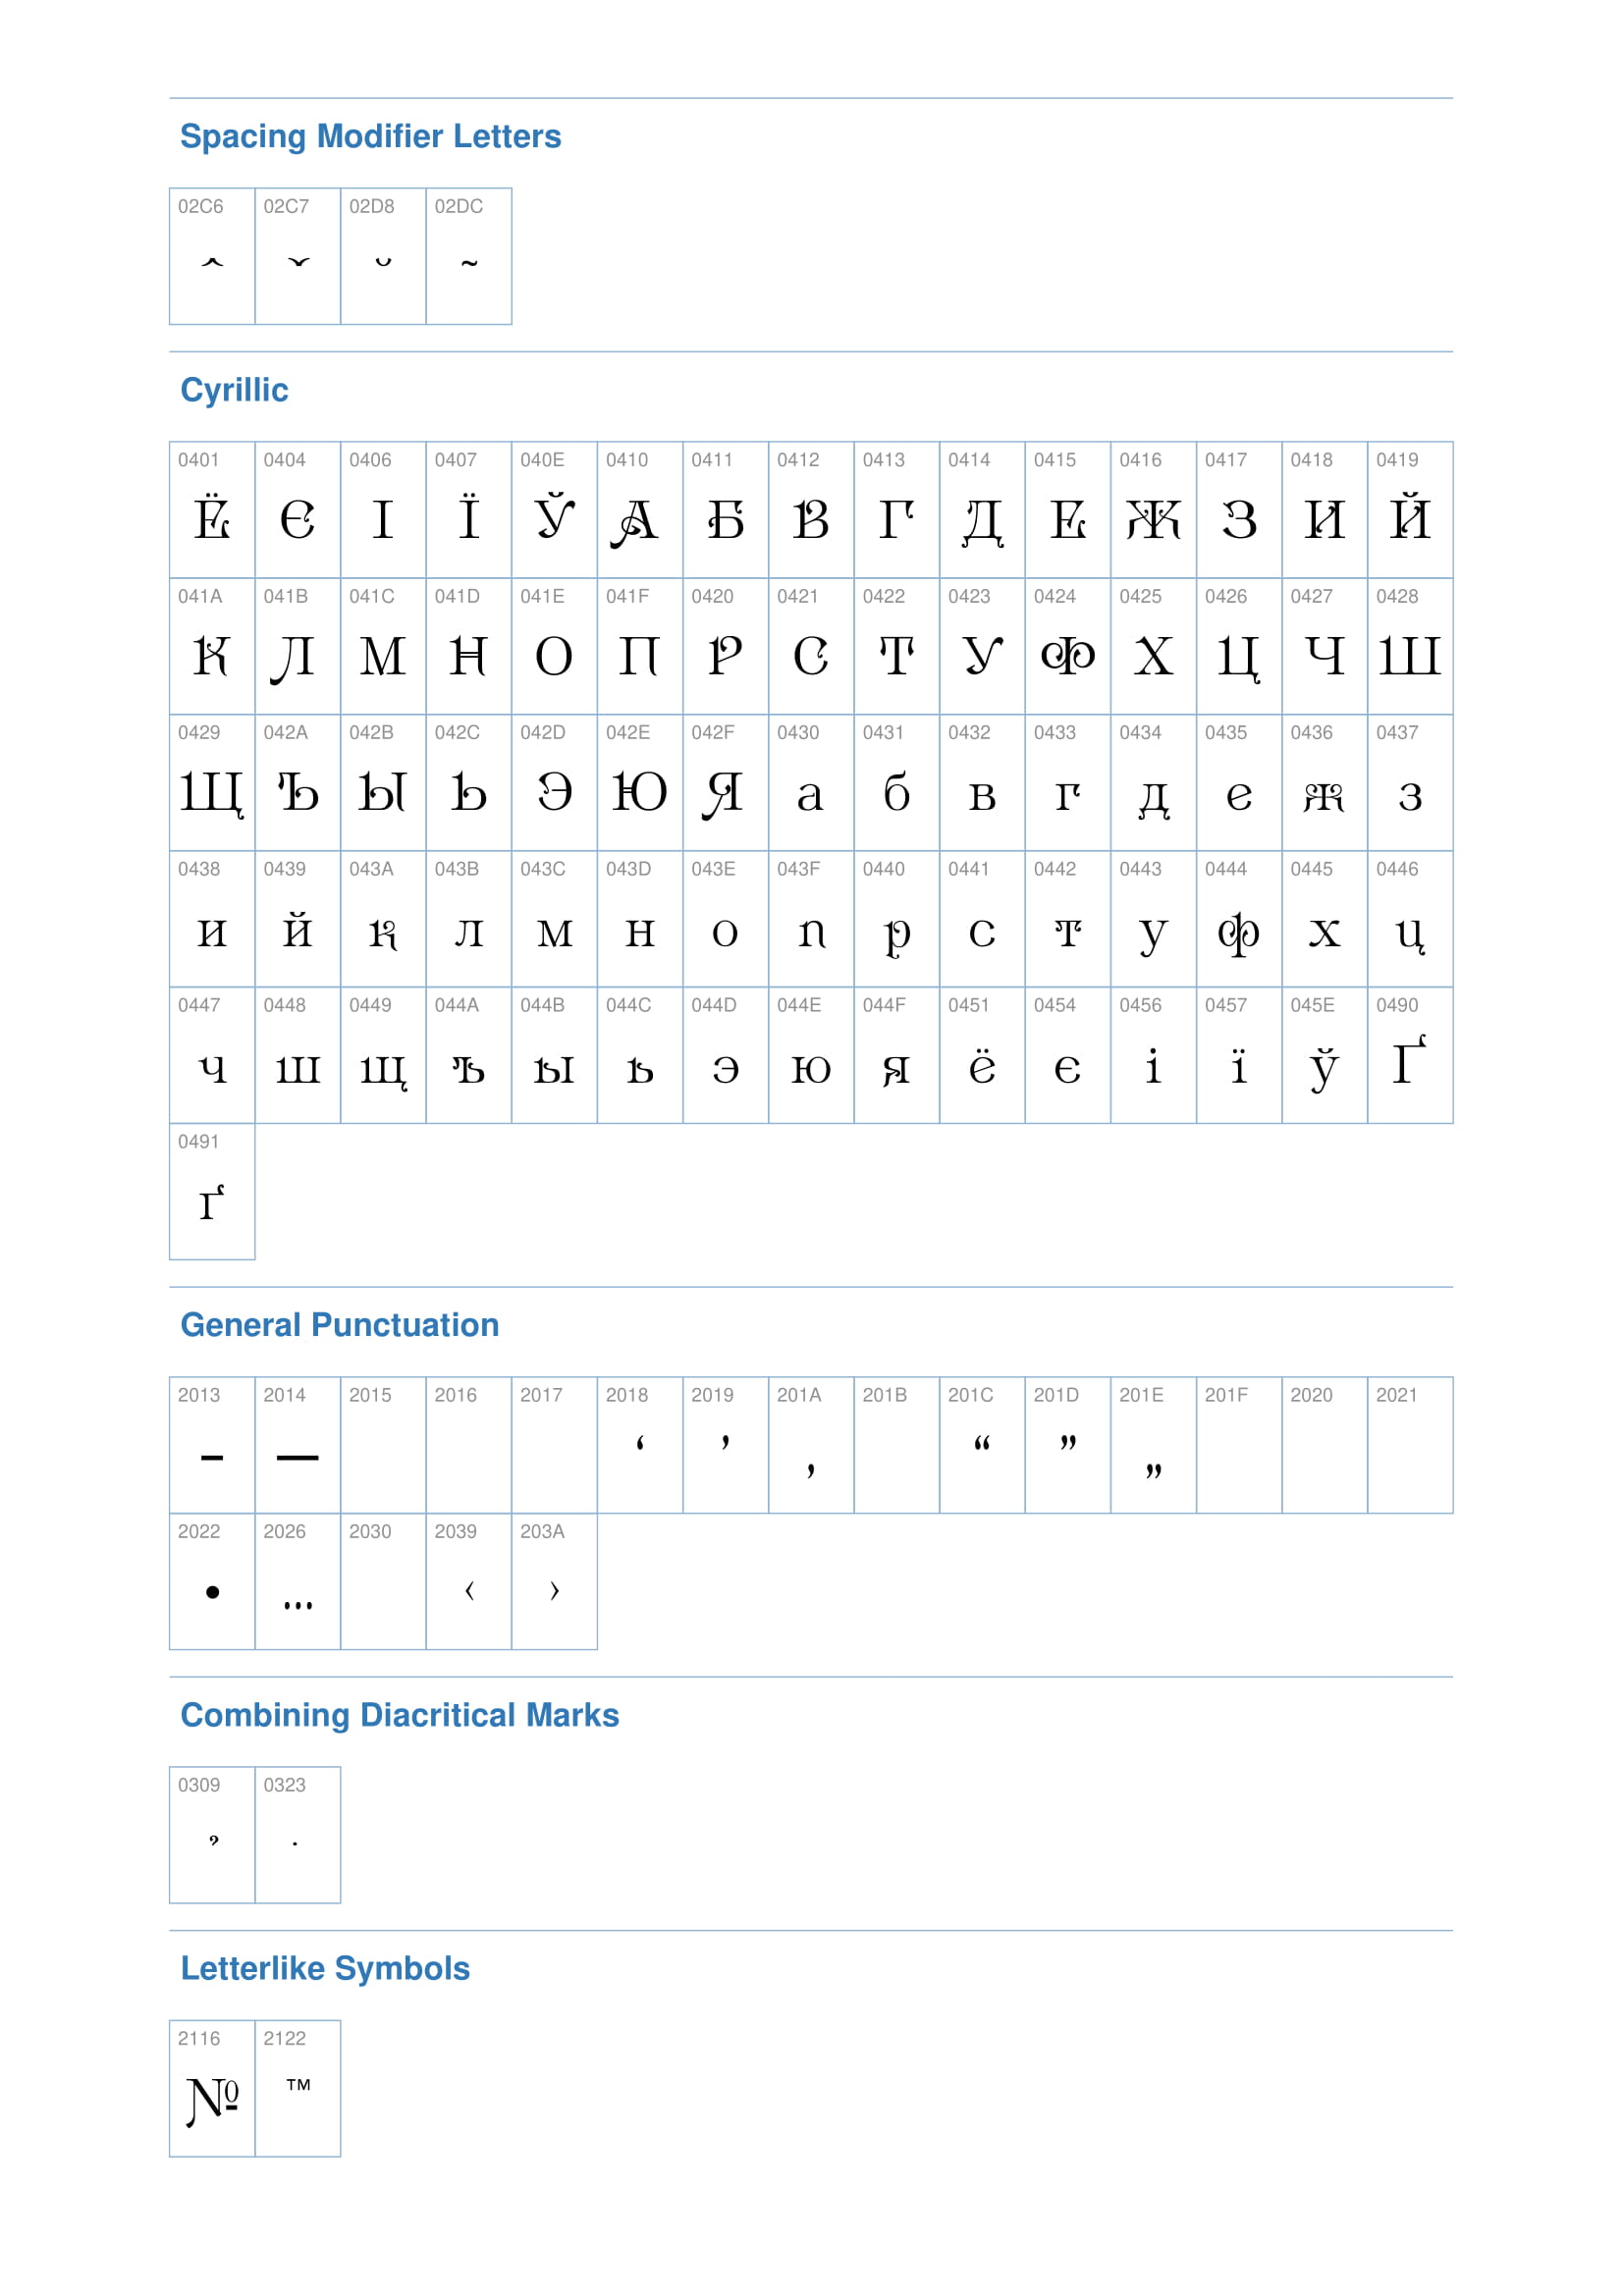 Spacing Modifier Letters
02C6 02C7 02D8 02DC
ˆ ˇ ˘ ˜
Cyrillic
0401 0404 0406 0407 040E 0410 0411 0412 0413 0414 0415 0416 0417 0418 0419
Ё Є І Ї Ў А Б В Г Д Е Ж З И Й
041A 041B 041C 041D 041E 041F 0420 0421 0422 0423 0424 0425 0426 0427 0428
К Л М Н О П Р С Т У Ф Х Ц Ч Ш
0429 042A 042B 042C 042D 042E 042F 0430 0431 0432 0433 0434 0435 0436 0437
Щ Ъ Ы Ь Э Ю Я а б в г д е ж з
0438 0439 043A 043B 043C 043D 043E 043F 0440 0441 0442 0443 0444 0445 0446
и й к л м н о п р с т у ф х ц
0447 0448 0449 044A 044B 044C 044D 044E 044F 0451 0454 0456 0457 045E 0490
ч ш щ ъ ы ь э ю я ё є і ї ў Ґ
0491
ґ
General Punctuation
2013 2014 2015 2016 2017 2018 2019 201A 201B 201C 201D 201E 201F 2020 2021
– — ‘ ’ ‚ “ ” „
2022 2026 2030 2039 203A
• … ‹ ›
Combining Diacritical Marks
0309 0323
̉ ̣
Letterlike Symbols
2116 2122
№ ™